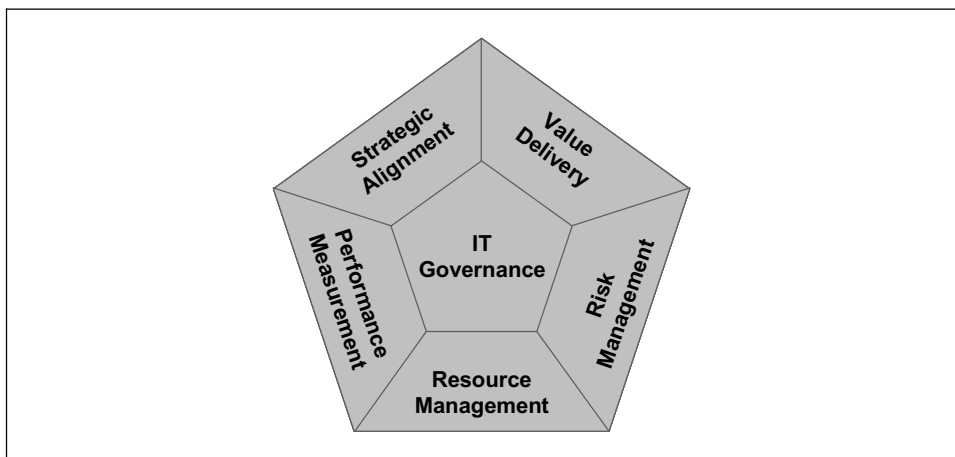 Strategic
Alignment
Value
Delivery
IT
Governance
Performance
Measurement
Risk
Management
Resource
Management